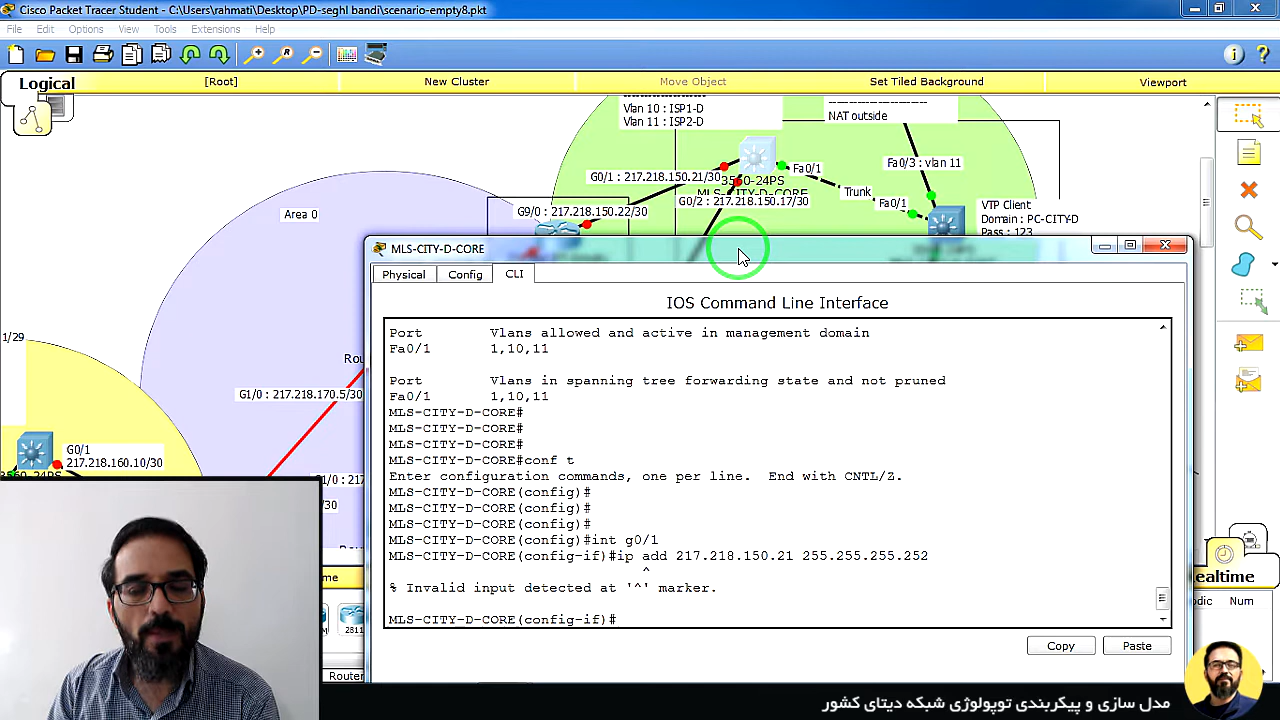 Cisco Packet Tracer Student - C:\Users\rahmati\Desktop\PD-seghl bandi\scenario-empty8.pkt
File Edit Options View Tools Extensions Help
Logical
[Root]
New Cluster
Move Object
Set Tiled Background
Viewport
Vlan 10 : ISP1-D
Vlan 11 : ISP2-D
NAT outside
Fa0/3 : vlan 11
G0/1 : 217.218.150.21/30
Fa0/1
3560-24PS
MLS-CITY-D-CORE
Trunk
G0/2 : 217.218.150.17/30
Fa0/1
G9/0 : 217.218.150.22/30
VTP Client
Domain : PC-CITY-D
Pass : 123
Area 0
1/29
G1/0 : 217.218.170.5/30
G0/1
217.218.160.10/30
3560-24PS
MLS-CITY-D-CORE
Physical
Config
CLI
IOS Command Line Interface
Port Vlans allowed and active in management domain
Fa0/1 1,10,11
Port Vlans in spanning tree forwarding state and not pruned
Fa0/1 1,10,11
MLS-CITY-D-CORE#
MLS-CITY-D-CORE#
MLS-CITY-D-CORE#
MLS-CITY-D-CORE#conf t
Enter configuration commands, one per line. End with CNTL/Z.
MLS-CITY-D-CORE(config)#
MLS-CITY-D-CORE(config)#
MLS-CITY-D-CORE(config)#
MLS-CITY-D-CORE(config)#int g0/1
MLS-CITY-D-CORE(config-if)#ip add 217.218.150.21 255.255.255.252
^
% Invalid input detected at '^' marker.
MLS-CITY-D-CORE(config-if)#
Copy
Paste
2811
Router
Num
مدل سازی و پیکربندی توپولوژی شبکه دیتای کشور